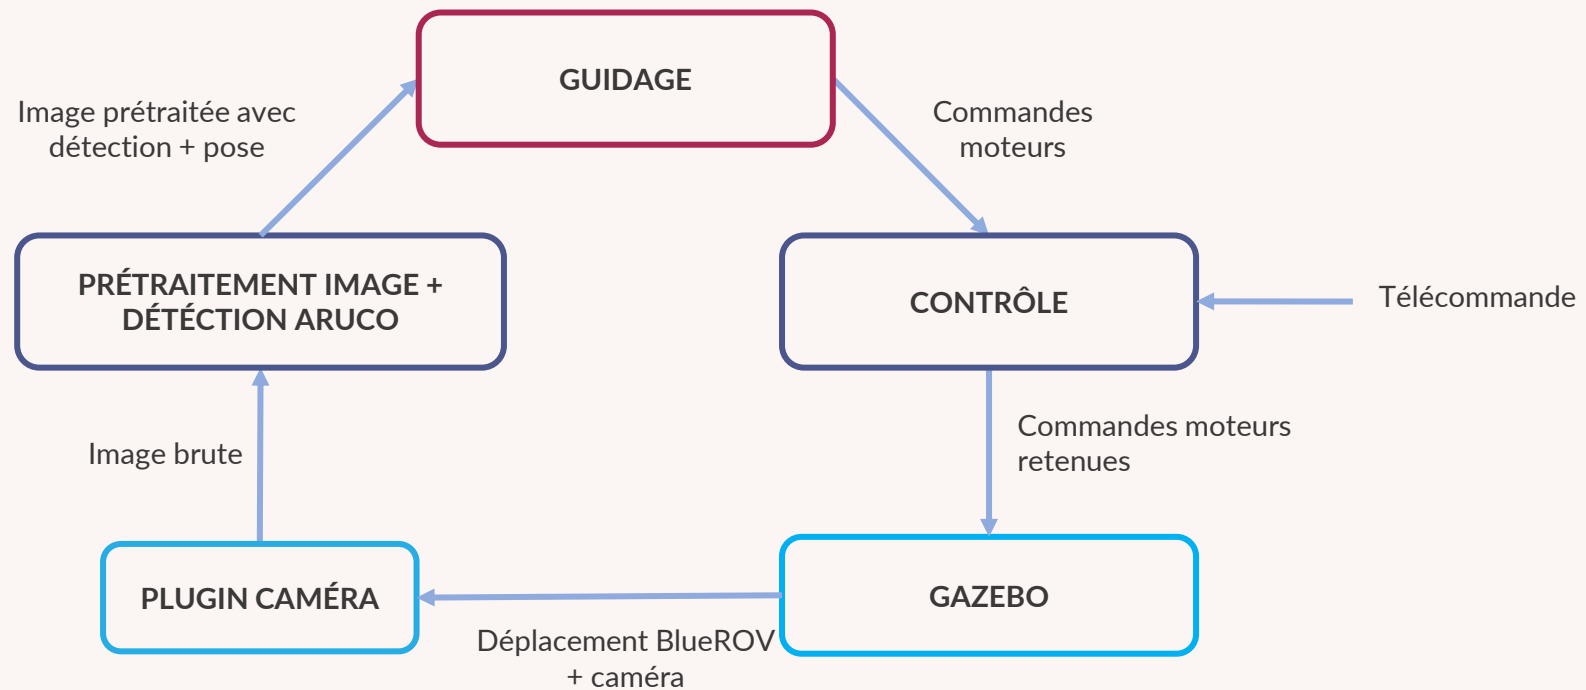 GUIDAGE
Image prétraitée avec
détection + pose
Commandes
moteurs
PRÉTRAITEMENT IMAGE +
DÉTÉCTION ARUCO
CONTRÔLE
Télécommande
Image brute
Commandes moteurs
retenues
PLUGIN CAMÉRA
GAZEBO
Déplacement BlueROV
+ caméra